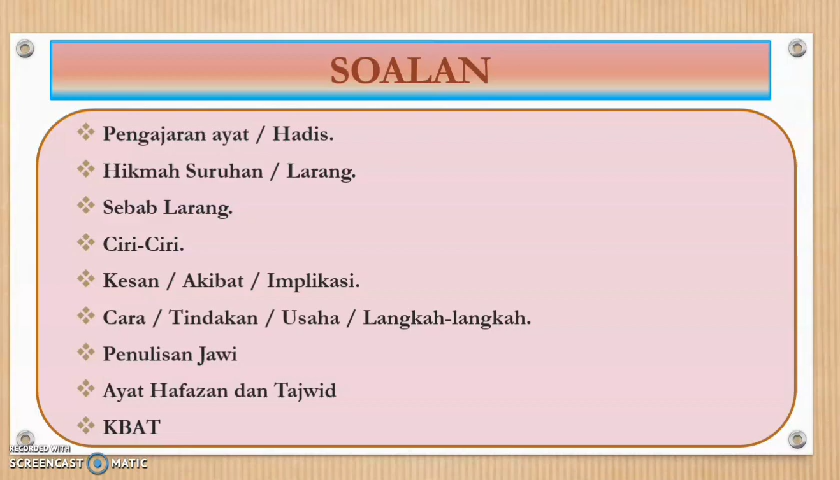 SOALAN
Pengajaran ayat / Hadis.
Hikmah Suruhan / Larang.
Sebab Larang.
Ciri-Ciri.
Kesan / Akibat / Implikasi.
Cara / Tindakan / Usaha / Langkah-langkah.
Penulisan Jawi
Ayat Hafazan dan Tajwid
KBAT
RECORDED WITH
SCREENCAST MATIC